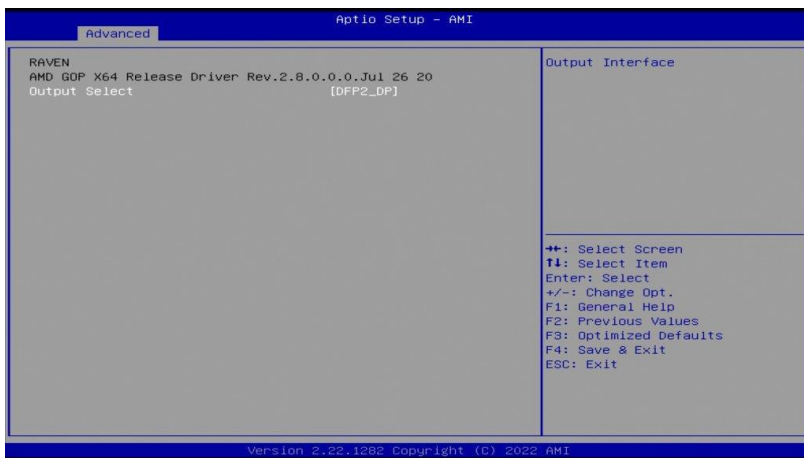 Aptio Setup - AMI
Advanced
RAVEN
AMD GOP X64 Release Driver Rev.2.8.0.0.0.Jul 26 20
Output Select [DFP2_DP]
Output Interface
→←: Select Screen
↑↓: Select Item
Enter: Select
+/-: Change Opt.
F1: General Help
F2: Previous Values
F3: Optimized Defaults
F4: Save & Exit
ESC: Exit
Version 2.22.1282 Copyright (C) 2022 AMI